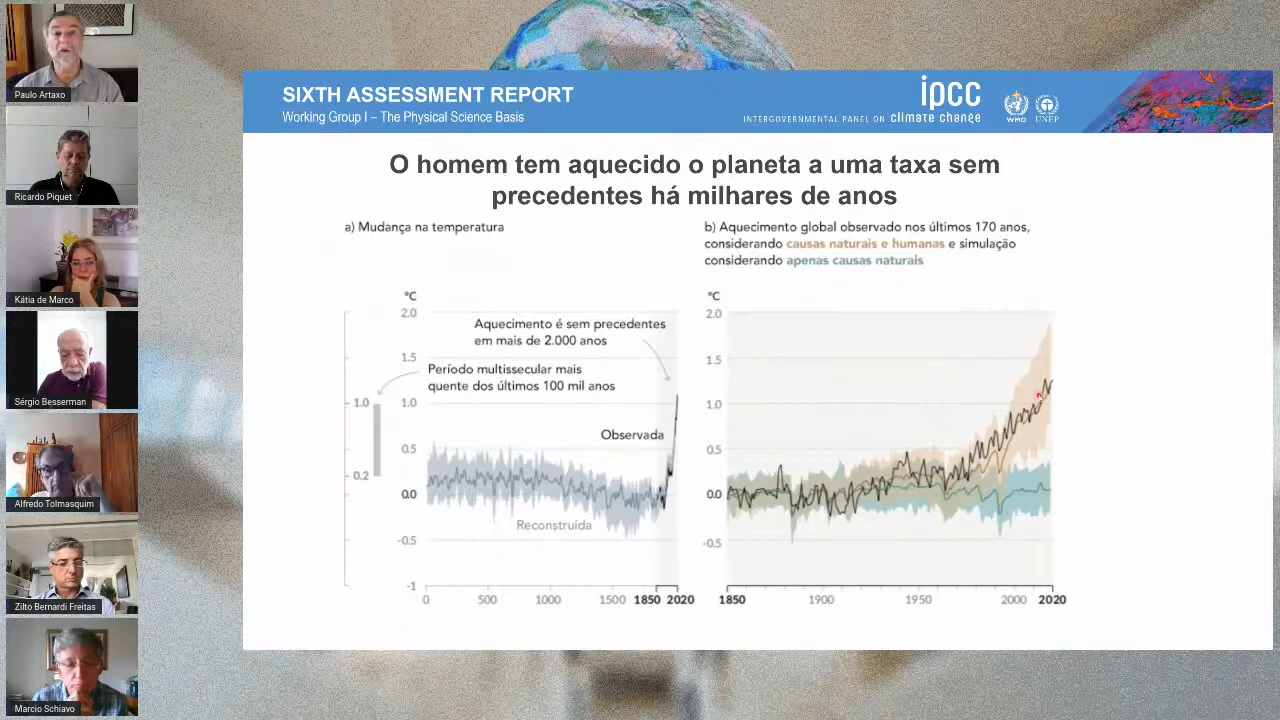 Paulo Artaxo
Ricardo Piquet
Kátia de Marco
Sérgio Besserman
Alfredo Tolmasquim
Zilto Bernardi Freitas
Marcio Schiavo
SIXTH ASSESSMENT REPORT
Working Group I – The Physical Science Basis
ipcc
INTERGOVERNMENTAL PANEL ON climate change
WMO
UNEP
O homem tem aquecido o planeta a uma taxa sem
precedentes há milhares de anos
a) Mudança na temperatura
°C
2.0
1.5
1.0
0.5
0.0
-0.5
-1
1.0
0.2
Aquecimento é sem precedentes
em mais de 2.000 anos
Período multissecular mais
quente dos últimos 100 mil anos
Observada
Reconstruída
0 500 1000 1500 1850 2020
b) Aquecimento global observado nos últimos 170 anos,
considerando causas naturais e humanas e simulação
considerando apenas causas naturais
°C
2.0
1.5
1.0
0.5
0.0
-0.5
1850 1900 1950 2000 2020